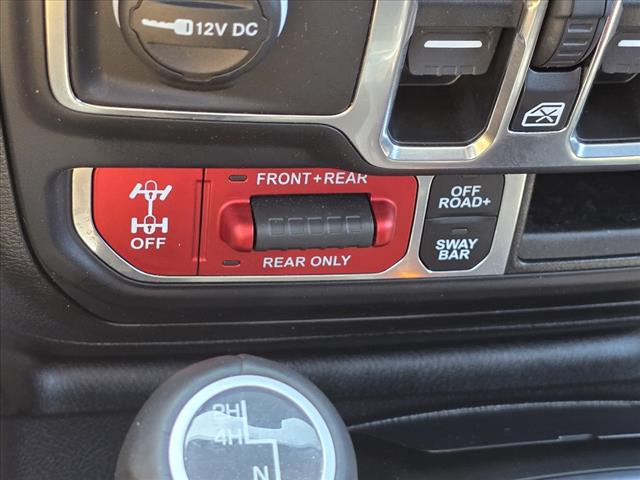 12V DC
FRONT+REAR
OFF
REAR ONLY
OFF
ROAD+
SWAY
BAR
2H
4H
N